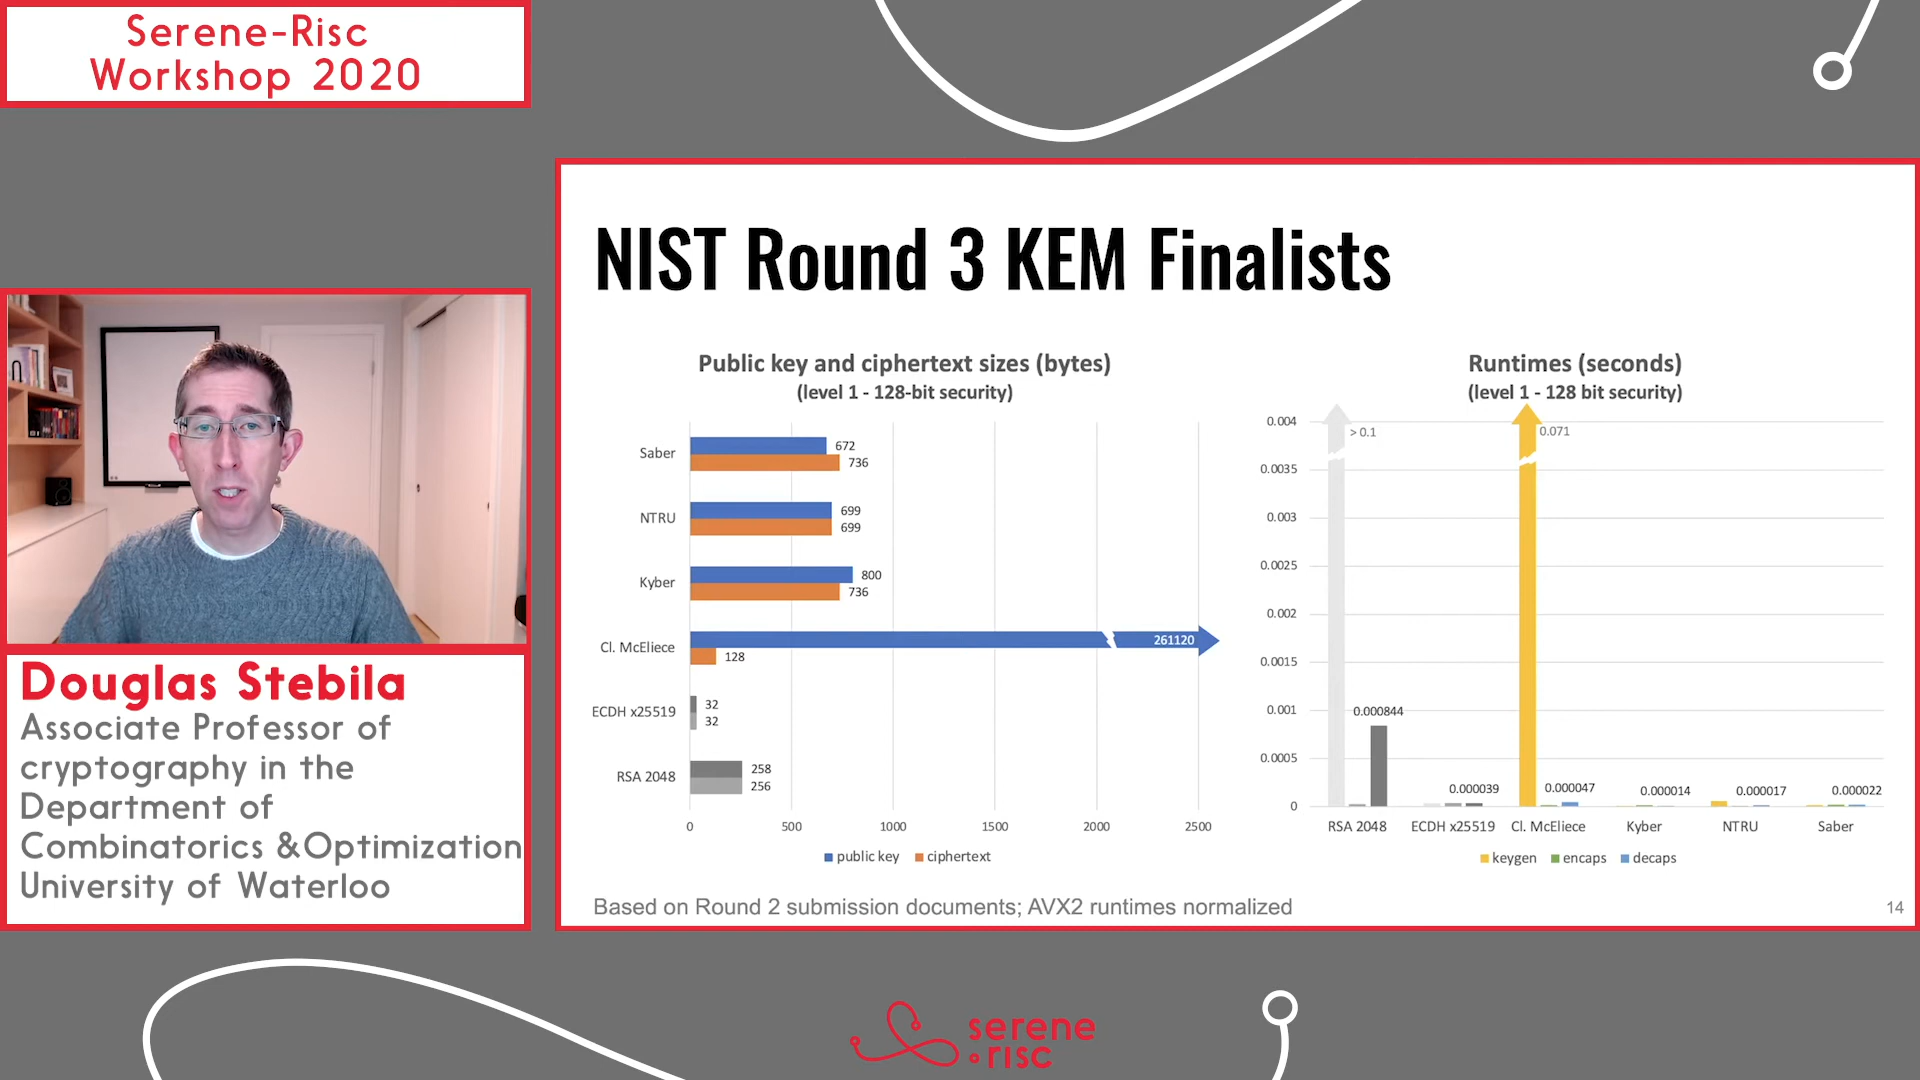 Serene-Risc
Workshop 2020
Douglas Stebila
Associate Professor of
cryptography in the
Department of
Combinatorics &Optimization
University of Waterloo
NIST Round 3 KEM Finalists
Public key and ciphertext sizes (bytes)
(level 1 - 128-bit security)
Saber
672
736
NTRU
699
699
Kyber
800
736
Cl. McEliece
261120
128
ECDH x25519
32
32
RSA 2048
258
256
0 500 1000 1500 2000 2500
public key ciphertext
Runtimes (seconds)
(level 1 - 128 bit security)
0.004
0.0035
0.003
0.0025
0.002
0.0015
0.001
0.0005
0
> 0.1
0.071
0.000844
0.000039
0.000047
0.000014
0.000017
0.000022
RSA 2048 ECDH x25519 Cl. McEliece Kyber NTRU Saber
keygen encaps decaps
Based on Round 2 submission documents; AVX2 runtimes normalized
14
serene
risc